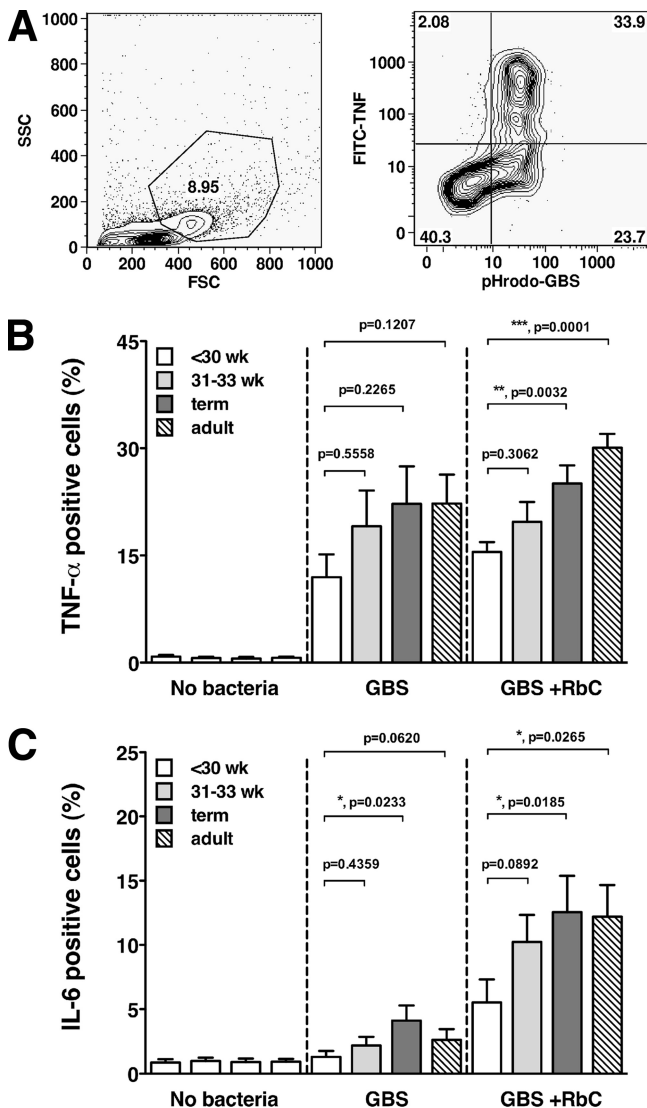 A
1000
800
600
400
200
0
SSC
8.95
0 200 400 600 800 1000
FSC
2.08 33.9
1000
100
10
0
FITC-TNF
40.3 23.7
0 10 100 1000
pHrodo-GBS
B
45
30
15
0
TNF-α positive cells (%)
<30 wk
31-33 wk
term
adult
p=0.1207
p=0.2265
p=0.5558
***, p=0.0001
**, p=0.0032
p=0.3062
No bacteria GBS GBS +RbC
C
25
20
15
10
5
0
IL-6 positive cells (%)
<30 wk
31-33 wk
term
adult
p=0.0620
*, p=0.0233
p=0.4359
*, p=0.0265
*, p=0.0185
p=0.0892
No bacteria GBS GBS +RbC